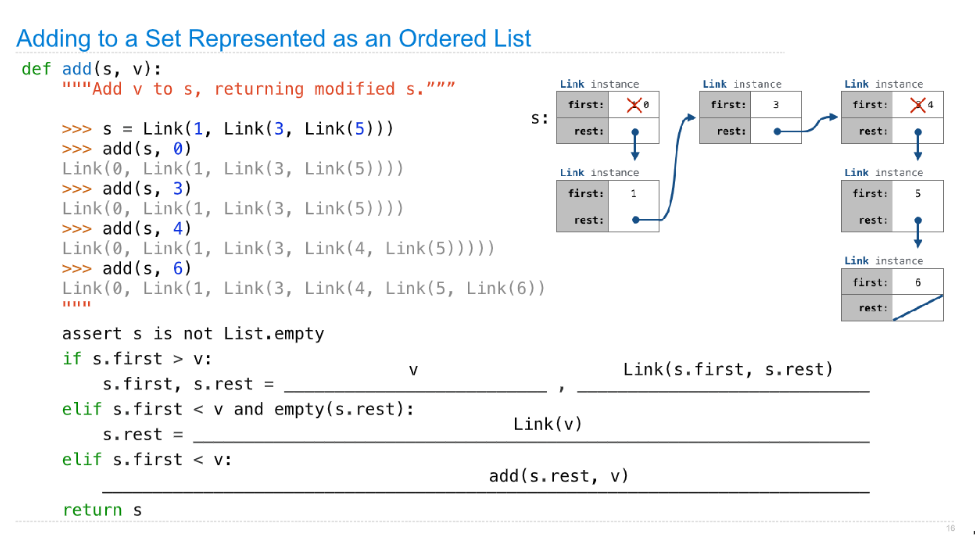 Adding to a Set Represented as an Ordered List
def add(s, v):
"""Add v to s, returning modified s."""
>>> s = Link(1, Link(3, Link(5)))
>>> add(s, 0)
Link(0, Link(1, Link(3, Link(5))))
>>> add(s, 3)
Link(0, Link(1, Link(3, Link(5))))
>>> add(s, 4)
Link(0, Link(1, Link(3, Link(4, Link(5)))))
>>> add(s, 6)
Link(0, Link(1, Link(3, Link(4, Link(5, Link(6))
"""
assert s is not List.empty
if s.first > v:
s.first, s.rest = v , Link(s.first, s.rest)
elif s.first < v and empty(s.rest):
s.rest = Link(v)
elif s.first < v:
add(s.rest, v)
return s
s:
Link instance
first: 0
rest:
Link instance
first: 1
rest:
Link instance
first: 3
rest:
Link instance
first: 4
rest:
Link instance
first: 5
rest:
Link instance
first: 6
rest:
16